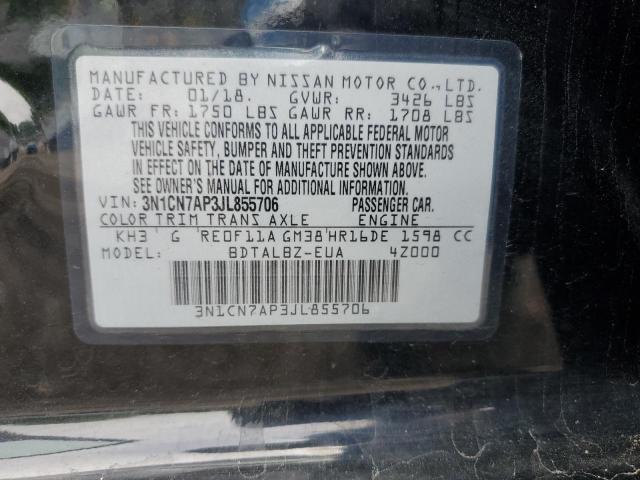 MANUFACTURED BY NISSAN MOTOR CO., LTD.
DATE: 01/18. GVWR: 3426 LBS
GAWR FR: 1750 LBS GAWR RR: 1708 LBS
THIS VEHICLE CONFORMS TO ALL APPLICABLE FEDERAL MOTOR
VEHICLE SAFETY, BUMPER AND THEFT PREVENTION STANDARDS
IN EFFECT ON THE DATE OF MANUFACTURE SHOWN ABOVE.
SEE OWNER'S MANUAL FOR ADDITIONAL INFORMATION.
VIN: 3N1CN7AP3JL855706 PASSENGER CAR.
COLOR TRIM TRANS AXLE ENGINE
KH3 G RE0F11A GM38 HR16DE 1598 CC
MODEL: BDTALBZ-EUA 4Z000
3N1CN7AP3JL855706